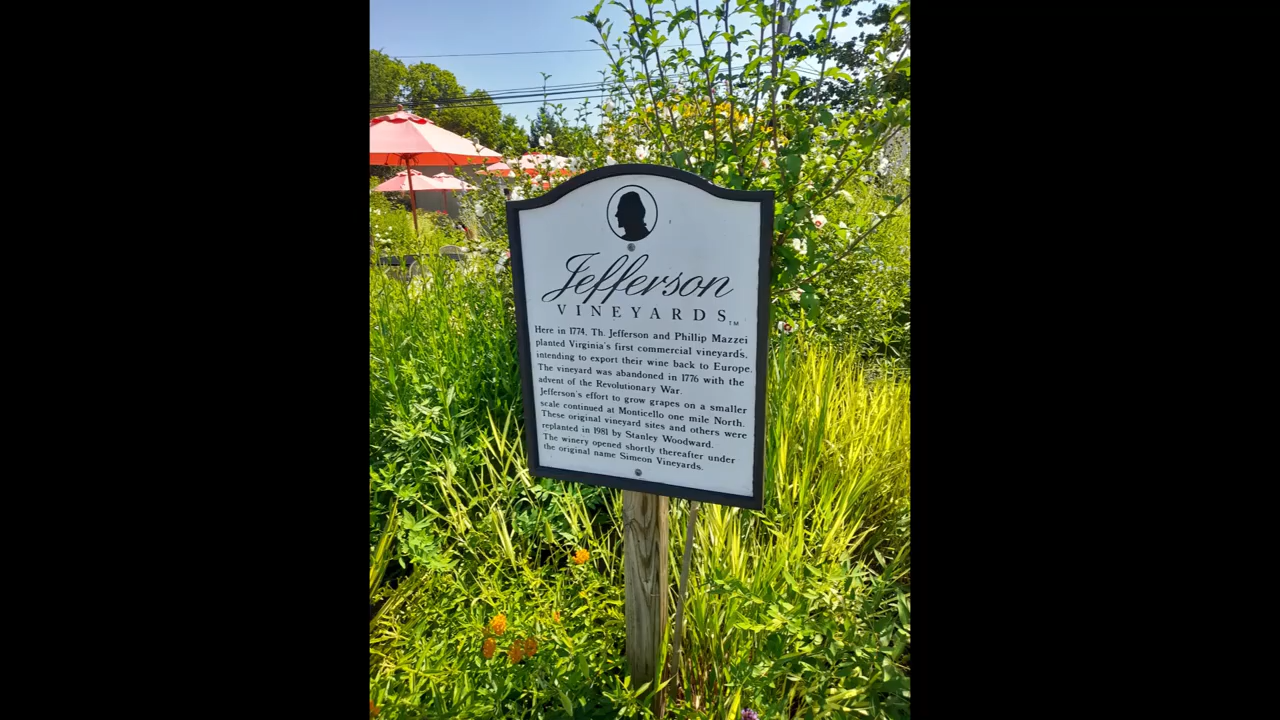 Jefferson
VINEYARDS™
Here in 1774, Th. Jefferson and Phillip Mazzei
planted Virginia's first commercial vineyards,
intending to export their wine back to Europe.
The vineyard was abandoned in 1776 with the
advent of the Revolutionary War.
Jefferson's effort to grow grapes on a smaller
scale continued at Monticello one mile North.
These original vineyard sites and others were
replanted in 1981 by Stanley Woodward.
The winery opened shortly thereafter under
the original name Simeon Vineyards.